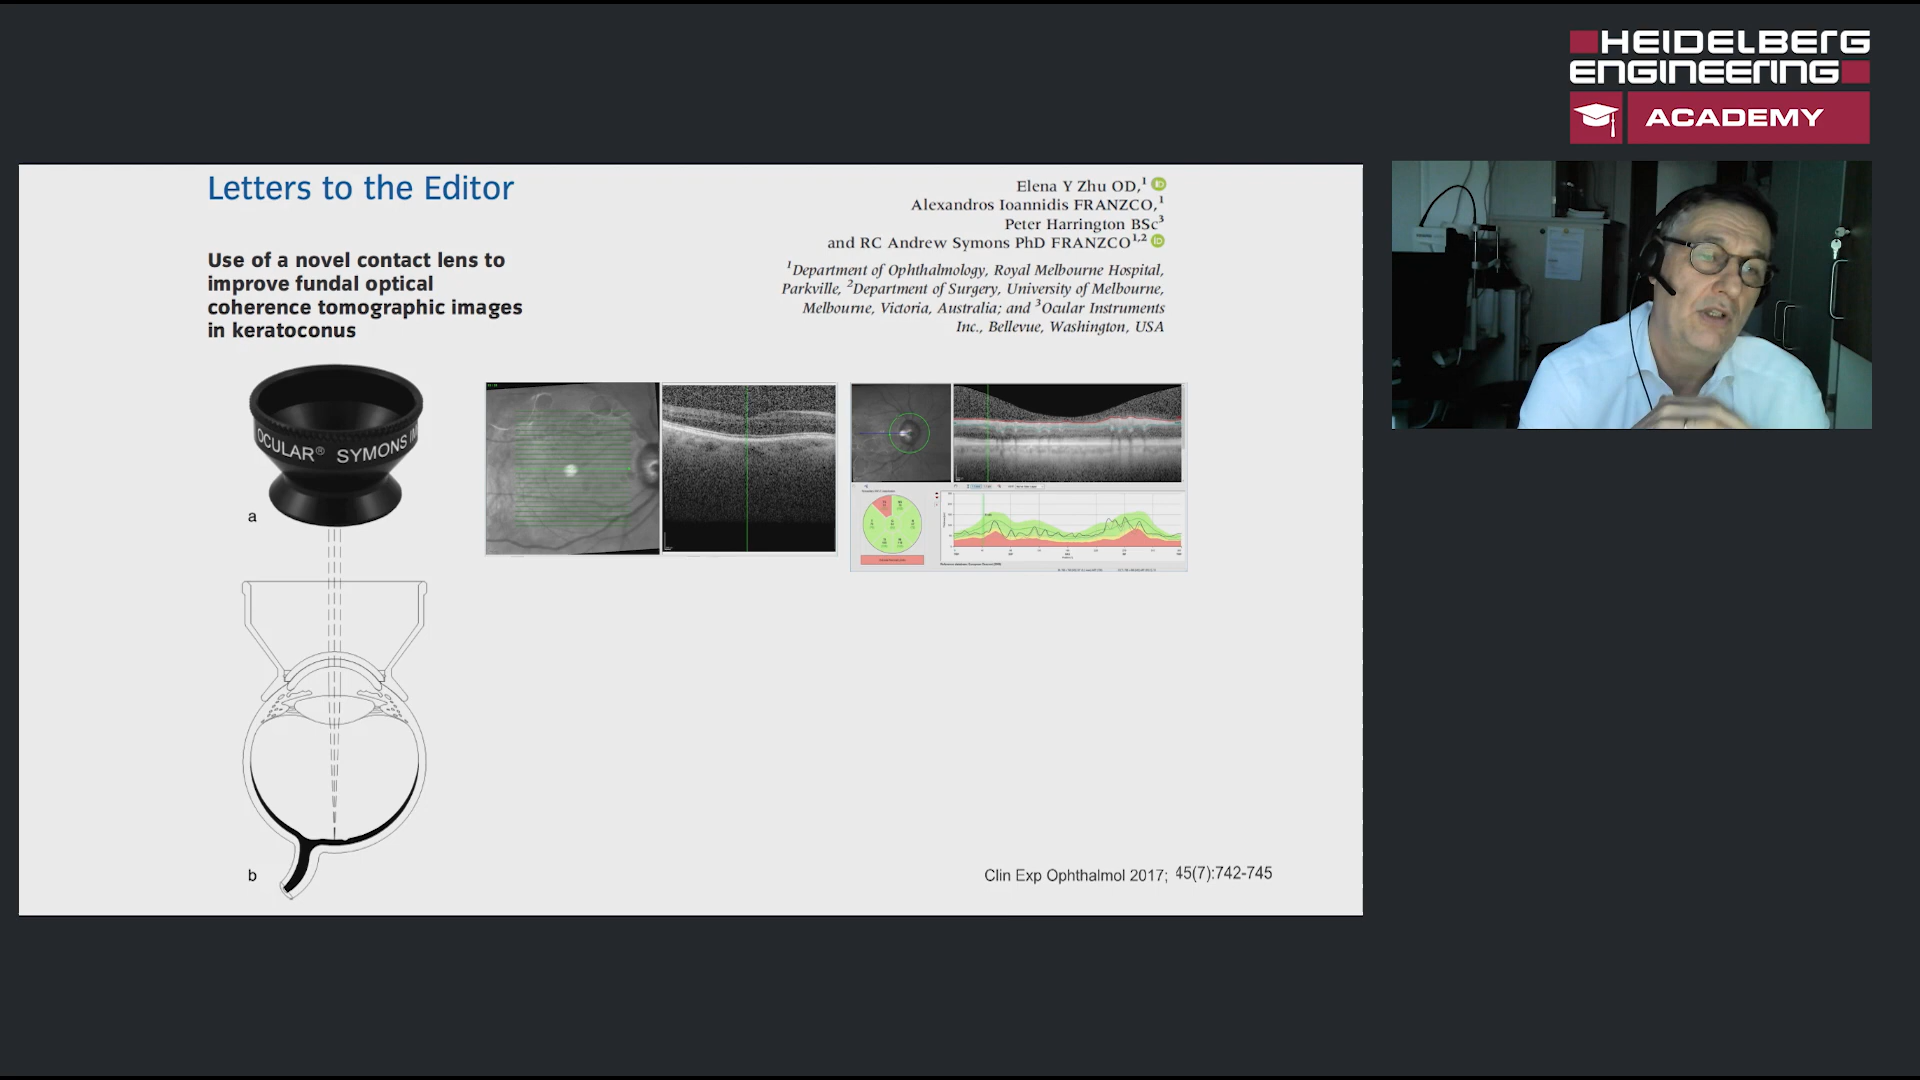 HEIDELBERG
ENGINEERING
ACADEMY
Letters to the Editor
Use of a novel contact lens to
improve fundal optical
coherence tomographic images
in keratoconus
Elena Y Zhu OD,1
Alexandros Ioannidis FRANZCO,1
Peter Harrington BSc3
and RC Andrew Symons PhD FRANZCO1,2
1Department of Ophthalmology, Royal Melbourne Hospital,
Parkville, 2Department of Surgery, University of Melbourne,
Melbourne, Victoria, Australia; and 3Ocular Instruments
Inc., Bellevue, Washington, USA
OCULAR® SYMONS
a
b
Clin Exp Ophthalmol 2017; 45(7):742-745